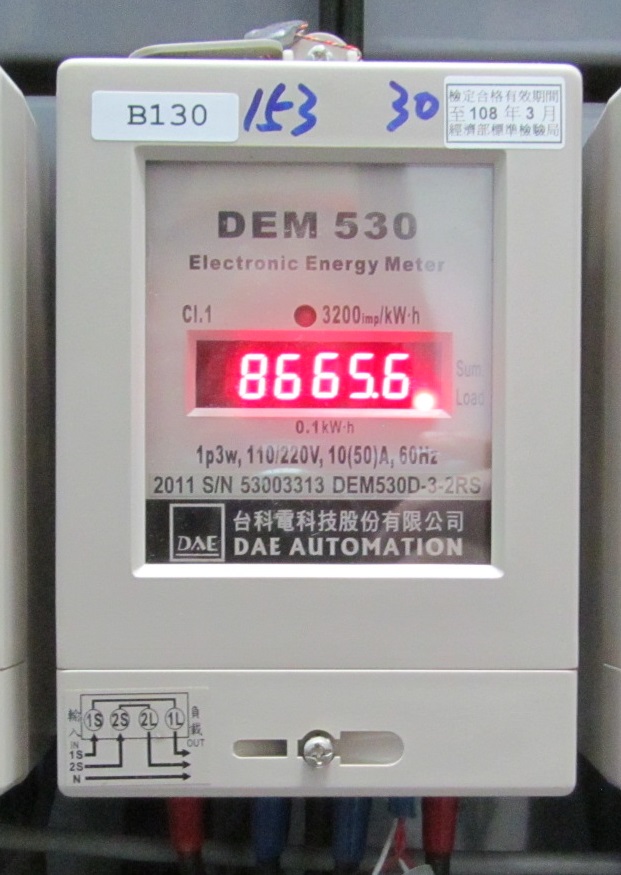 B130
153 30
檢定合格有效期間
至 108 年 3 月
經濟部標準檢驗局
DEM 530
Electronic Energy Meter
Cl.1 3200imp/kW·h
8665.6
Sum
Load
0.1kW·h
1p3w, 110/220V, 10(50)A, 60Hz
2011 S/N 53003313 DEM530D-3-2RS
DAE
台科電科技股份有限公司
DAE AUTOMATION
輸入 1S 2S 2L 1L 負載
IN OUT
1S
2S
N